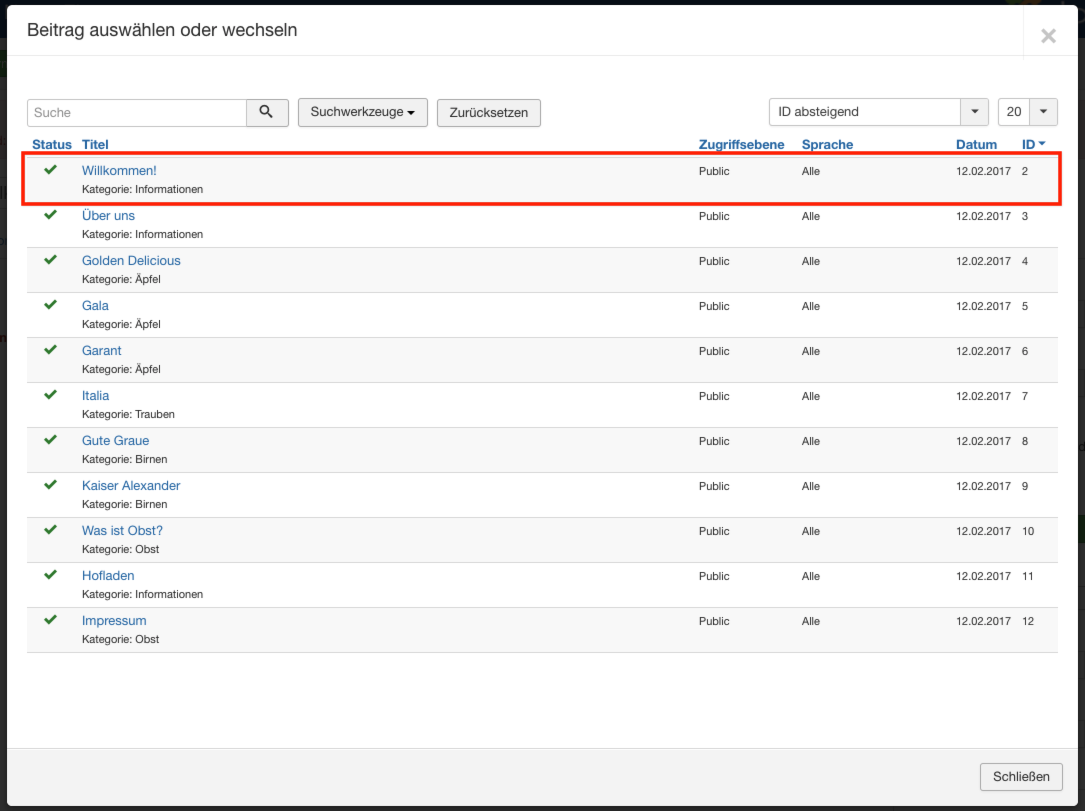 Beitrag auswählen oder wechseln
Suche Suchwerkzeuge Zurücksetzen ID absteigend 20
Status Titel Zugriffsebene Sprache Datum ID
Willkommen! Public Alle 12.02.2017 2
Kategorie: Informationen
Über uns Public Alle 12.02.2017 3
Kategorie: Informationen
Golden Delicious Public Alle 12.02.2017 4
Kategorie: Äpfel
Gala Public Alle 12.02.2017 5
Kategorie: Äpfel
Garant Public Alle 12.02.2017 6
Kategorie: Äpfel
Italia Public Alle 12.02.2017 7
Kategorie: Trauben
Gute Graue Public Alle 12.02.2017 8
Kategorie: Birnen
Kaiser Alexander Public Alle 12.02.2017 9
Kategorie: Birnen
Was ist Obst? Public Alle 12.02.2017 10
Kategorie: Obst
Hofladen Public Alle 12.02.2017 11
Kategorie: Informationen
Impressum Public Alle 12.02.2017 12
Kategorie: Obst
Schließen